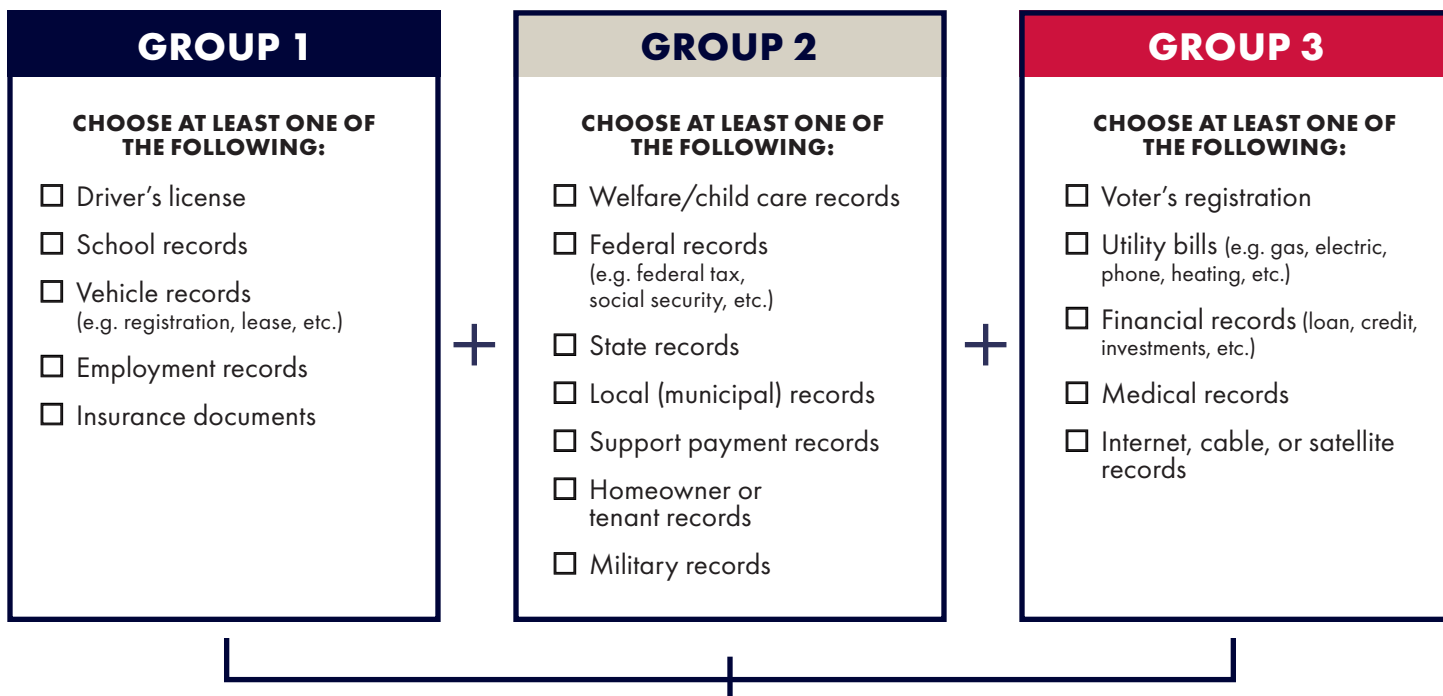 GROUP 1
CHOOSE AT LEAST ONE OF
THE FOLLOWING:
Driver's license
School records
Vehicle records
(e.g. registration, lease, etc.)
Employment records
Insurance documents
+
GROUP 2
CHOOSE AT LEAST ONE OF
THE FOLLOWING:
Welfare/child care records
Federal records
(e.g. federal tax,
social security, etc.)
State records
Local (municipal) records
Support payment records
Homeowner or
tenant records
Military records
+
GROUP 3
CHOOSE AT LEAST ONE OF
THE FOLLOWING:
Voter's registration
Utility bills (e.g. gas, electric,
phone, heating, etc.)
Financial records (loan, credit,
investments, etc.)
Medical records
Internet, cable, or satellite
records